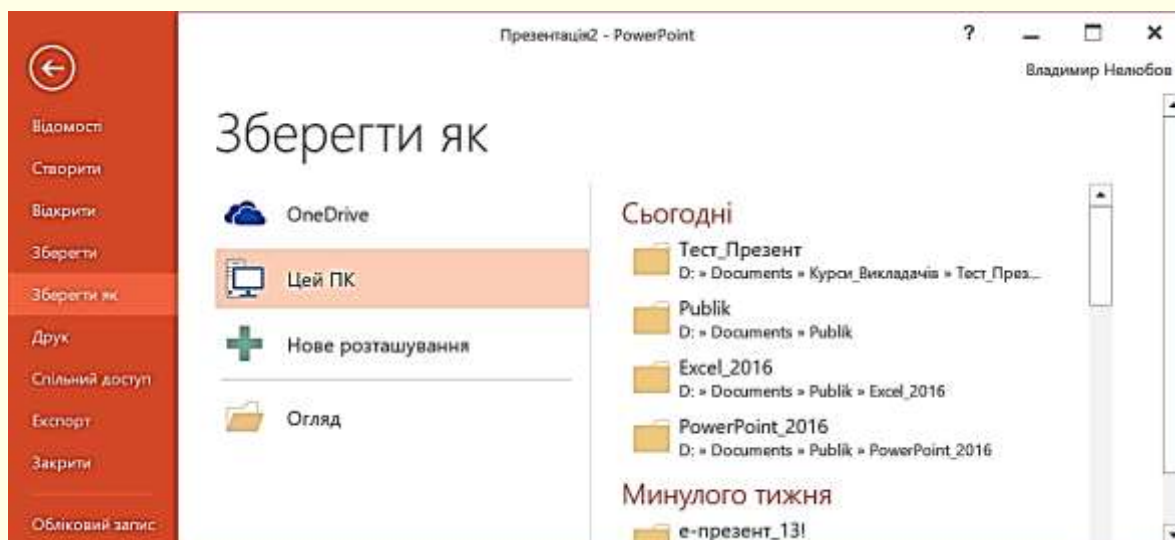 Презентація2 - PowerPoint
?
Владимир Нелюбов
Відомості
Створити
Відкрити
Зберегти
Зберегти як
Друк
Спільний доступ
Експорт
Закрити
Обліковий запис
Зберегти як
OneDrive
Цей ПК
Нове розташування
Огляд
Сьогодні
Тест_Презент
D: » Documents » Курси_Викладачів » Тест_През...
Publik
D: » Documents » Publik
Excel_2016
D: » Documents » Publik » Excel_2016
PowerPoint_2016
D: » Documents » Publik » PowerPoint_2016
Минулого тижня
е-презент_13!